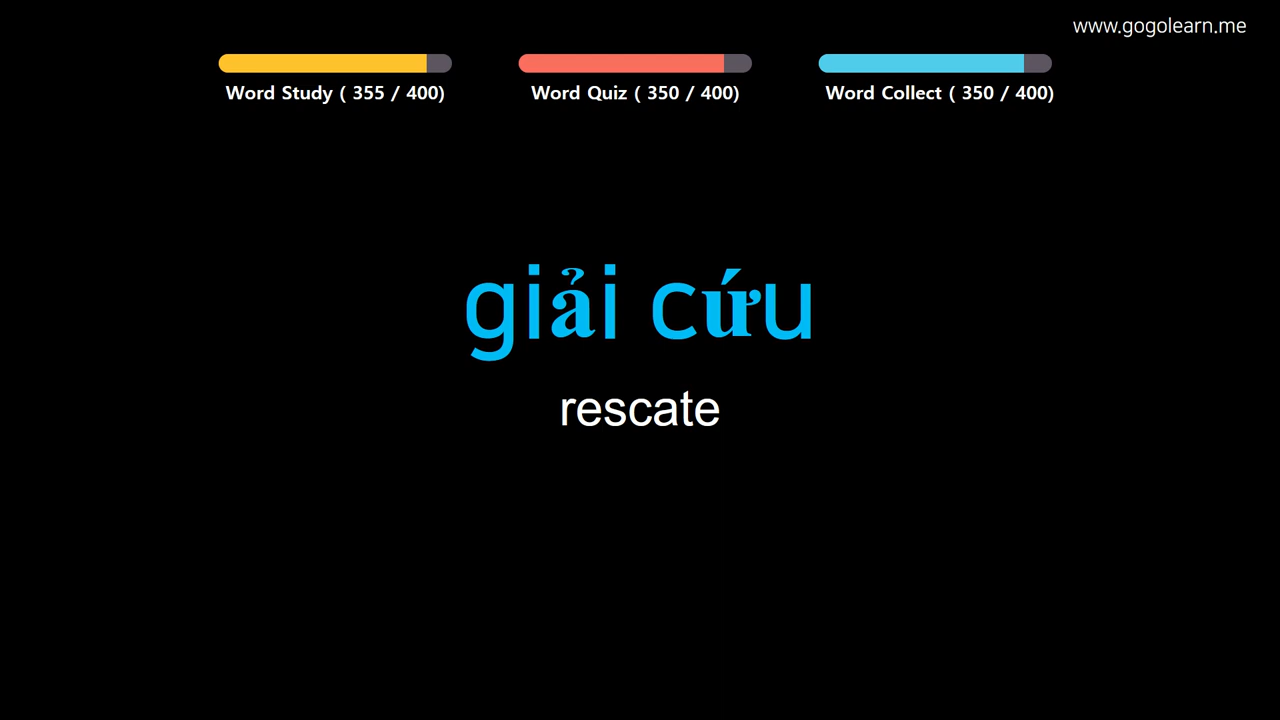 www.gogolearn.me
Word Study ( 355 / 400)
Word Quiz ( 350 / 400)
Word Collect ( 350 / 400)
giải cứu
rescate